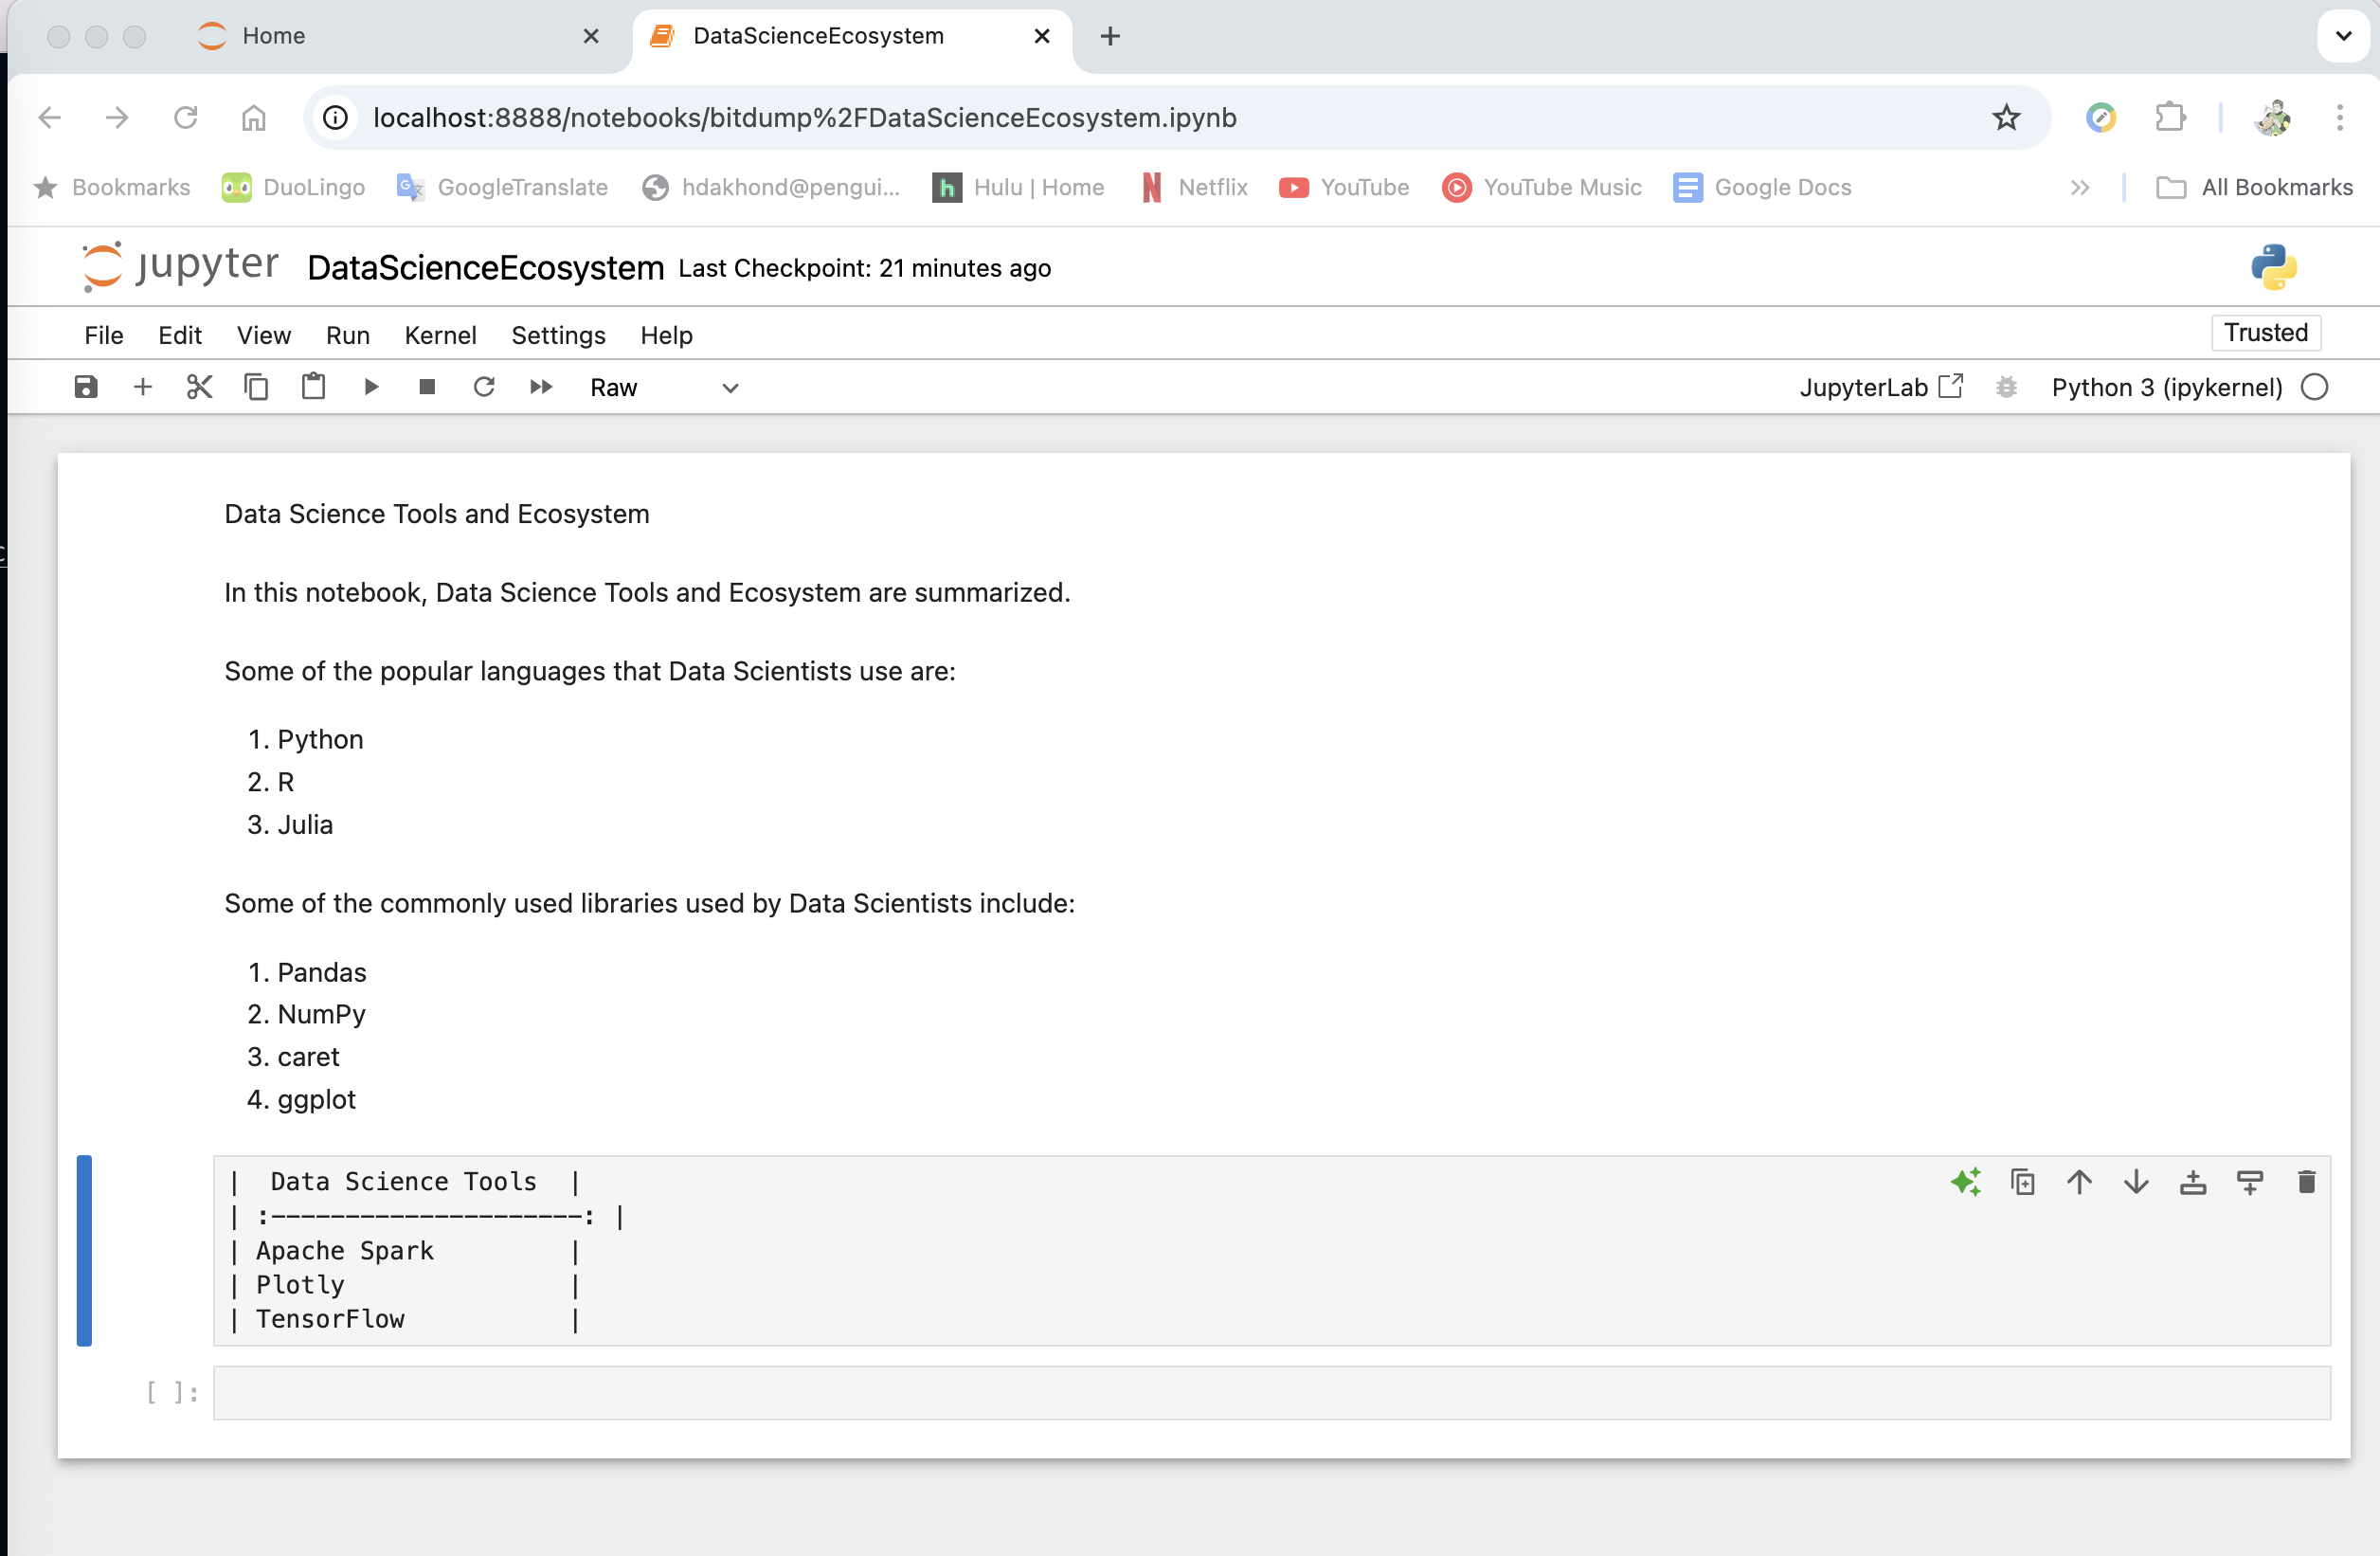 Home
DataScienceEcosystem
localhost:8888/notebooks/bitdump%2FDataScienceEcosystem.ipynb
Bookmarks DuoLingo GoogleTranslate hdakhond@pengui... Hulu | Home Netflix YouTube YouTube Music Google Docs All Bookmarks
jupyter DataScienceEcosystem Last Checkpoint: 21 minutes ago
File Edit View Run Kernel Settings Help Trusted
Raw JupyterLab Python 3 (ipykernel)
Data Science Tools and Ecosystem
In this notebook, Data Science Tools and Ecosystem are summarized.
Some of the popular languages that Data Scientists use are:
1. Python
2. R
3. Julia
Some of the commonly used libraries used by Data Scientists include:
1. Pandas
2. NumPy
3. caret
4. ggplot
|  Data Science Tools  |
| :---------------------: |
| Apache Spark         |
| Plotly               |
| TensorFlow           |
[ ]: